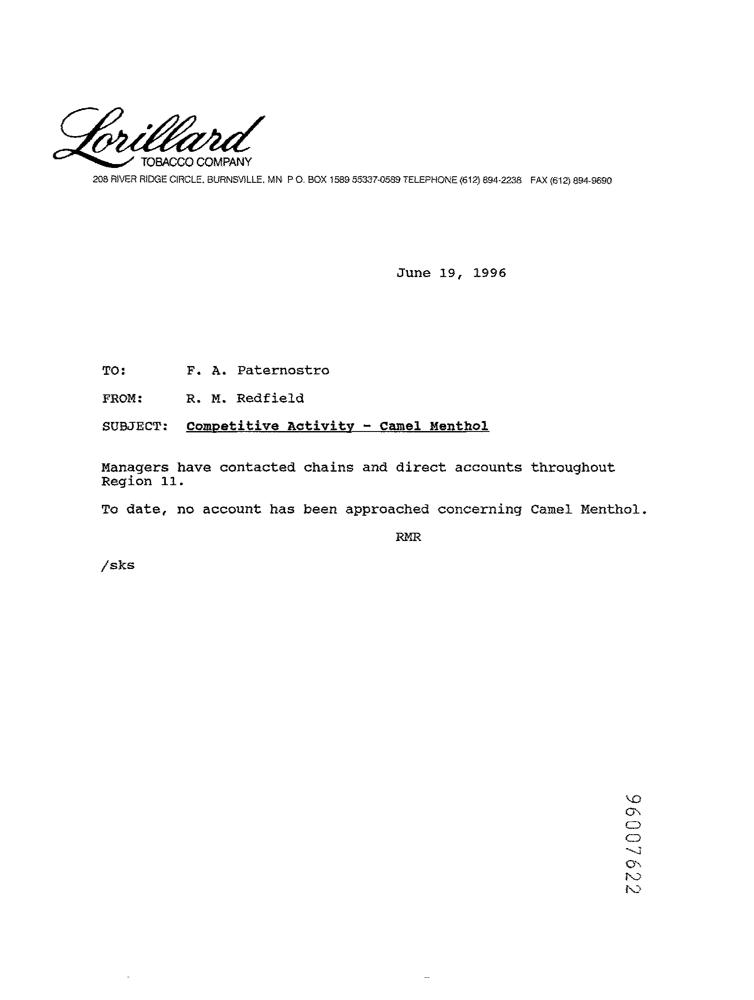 Lorillard
TOBACCO COMPANY
208 RIVER RIDGE CIRCLE, BURNSVILLE, MN P O. BOX 1589 55337-0589 TELEPHONE (612) 894-2238 FAX (612) 894-9690
June 19, 1996
TO: F. A. Paternostro
FROM: R. M. Redfield
SUBJECT: Competitive Activity - Camel Menthol
Managers have contacted chains and direct accounts throughout
Region 11.
To date, no account has been approached concerning Camel Menthol.
RMR
/sks
96007622